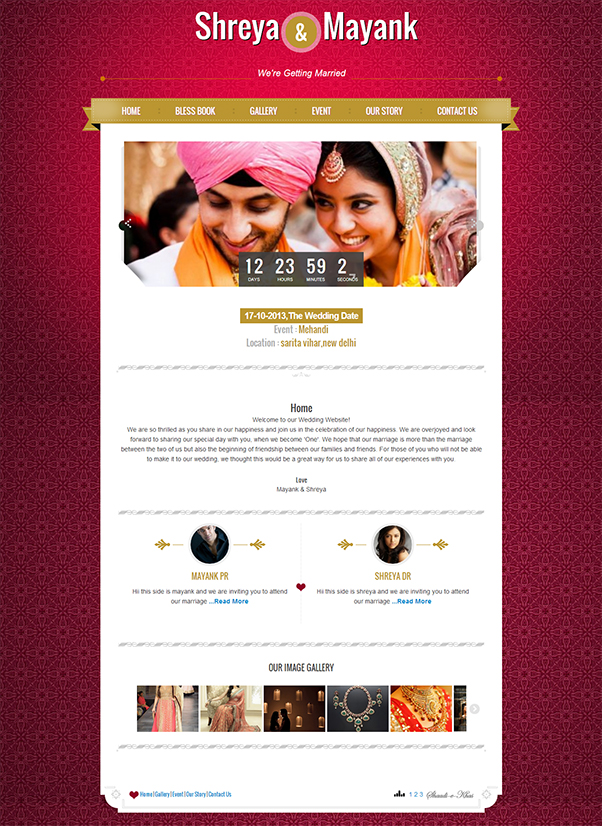 Shreya & Mayank
We're Getting Married
HOME BLESS BOOK GALLERY EVENT OUR STORY CONTACT US
12 23 59 2
DAYS HOURS MINUTES SECONDS
17-10-2013,The Wedding Date
Event : Mehandi
Location : sarita vihar,new delhi
Home
Welcome to our Wedding Website!
We are so thrilled as you share in our happiness and join us in the celebration of our happiness. We are overjoyed and look
forward to sharing our special day with you, when we become 'One'. We hope that our marriage is more than the marriage
between the two of us but also the beginning of friendship between our families and friends. For those of you who will not be able
to make it to our wedding, we thought this would be a great way for us to share all of our experiences with you.
Love
Mayank & Shreya
MAYANK PR
Hi this side is mayank and we are inviting you to attend
our marriage ...Read More
SHREYA DR
Hi this side is shreya and we are inviting you to attend
our marriage ...Read More
OUR IMAGE GALLERY
Home | Gallery | Event | Our Story | Contact Us
1 2 3 Shaadi-e-Khas